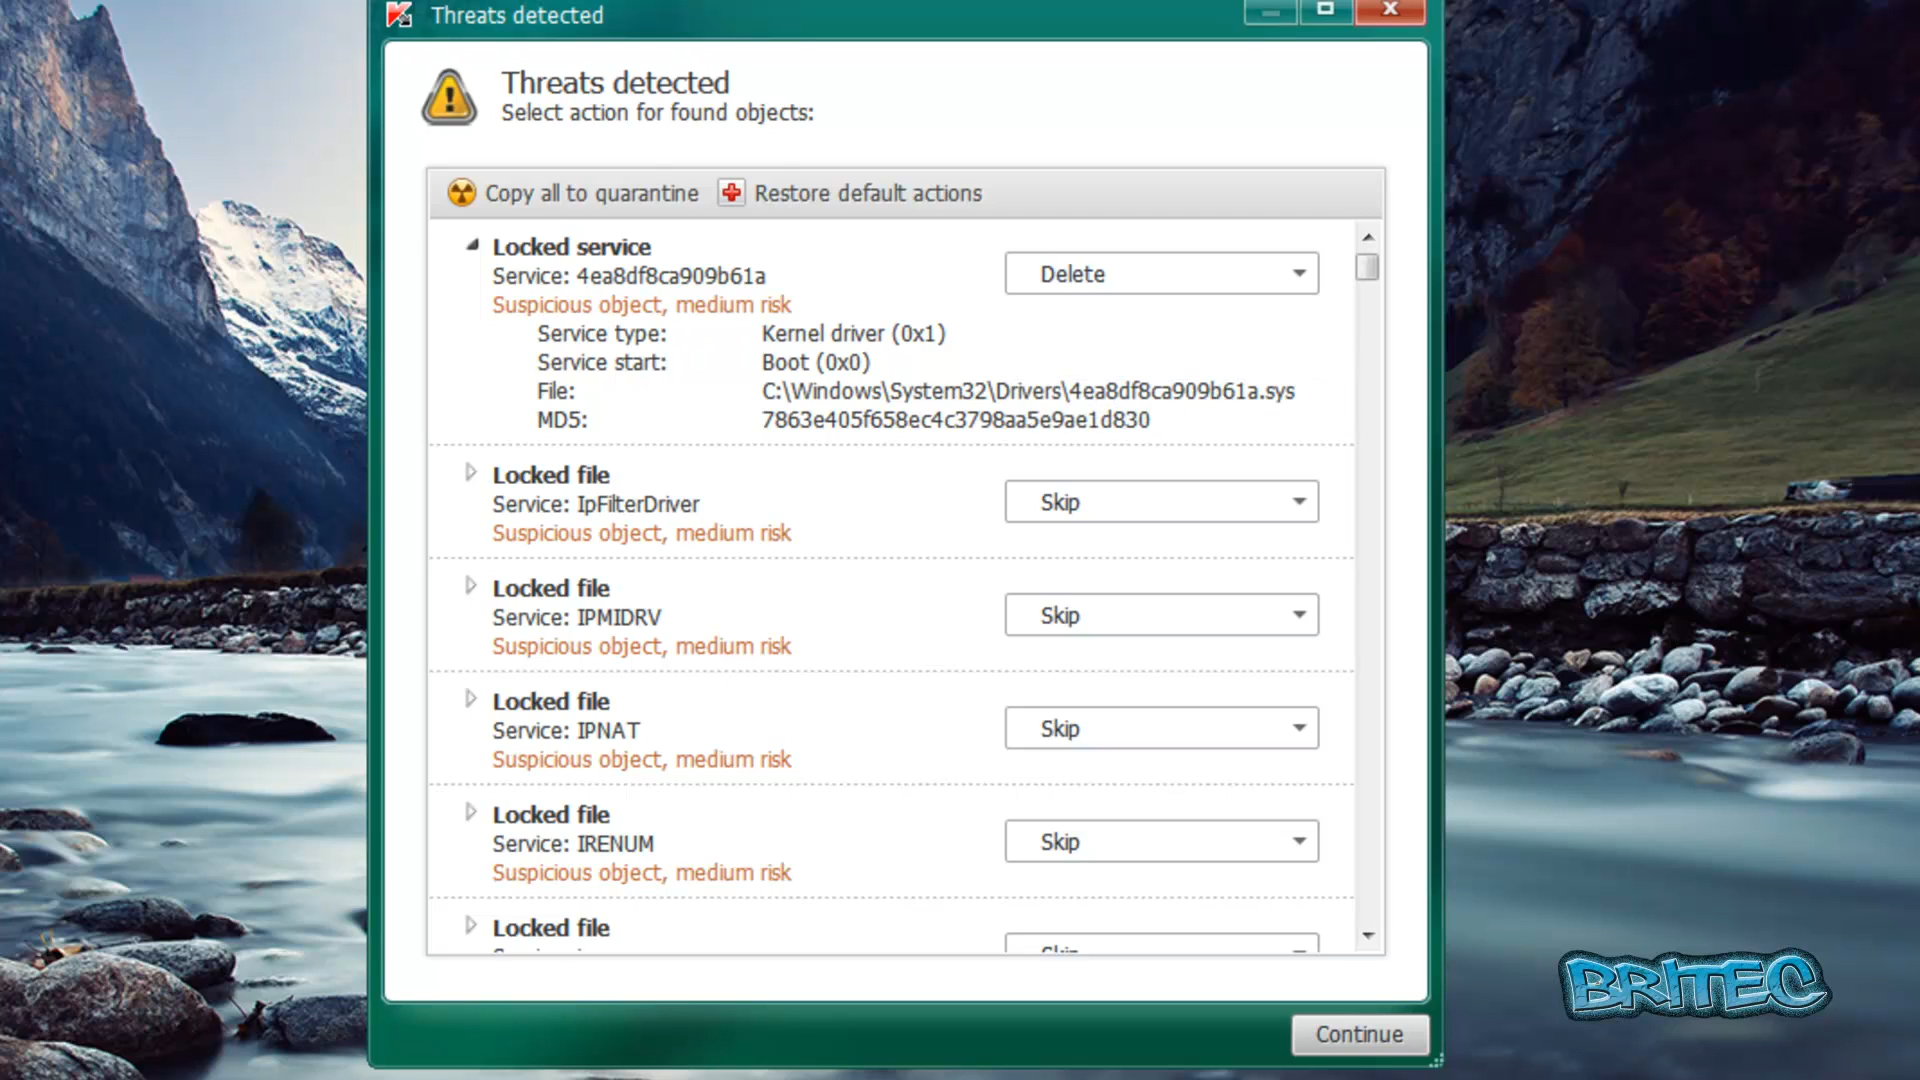 Threats detected
Threats detected
Select action for found objects:
Copy all to quarantine Restore default actions
Locked service
Service: 4ea8df8ca909b61a
Delete
Suspicious object, medium risk
Service type: Kernel driver (0x1)
Service start: Boot (0x0)
File: C:\Windows\System32\Drivers\4ea8df8ca909b61a.sys
MD5: 7863e405f658ec4c3798aa5e9ae1d830
Locked file
Service: IpFilterDriver
Skip
Suspicious object, medium risk
Locked file
Service: IPMIDRV
Skip
Suspicious object, medium risk
Locked file
Service: IPNAT
Skip
Suspicious object, medium risk
Locked file
Service: IRENUM
Skip
Suspicious object, medium risk
Locked file
BRITEC
Continue